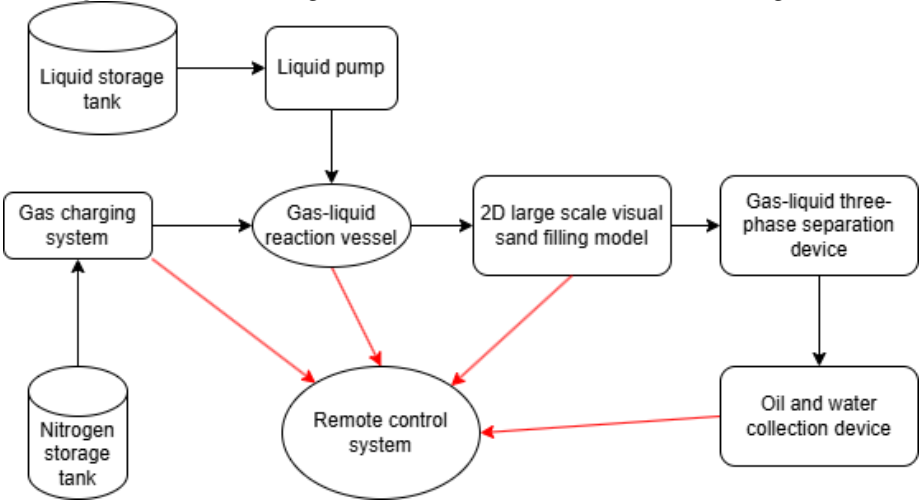 Liquid storage
tank
Liquid pump
Gas charging
system
Gas-liquid
reaction vessel
2D large scale visual
sand filling model
Gas-liquid three-
phase separation
device
Nitrogen
storage
tank
Remote control
system
Oil and water
collection device